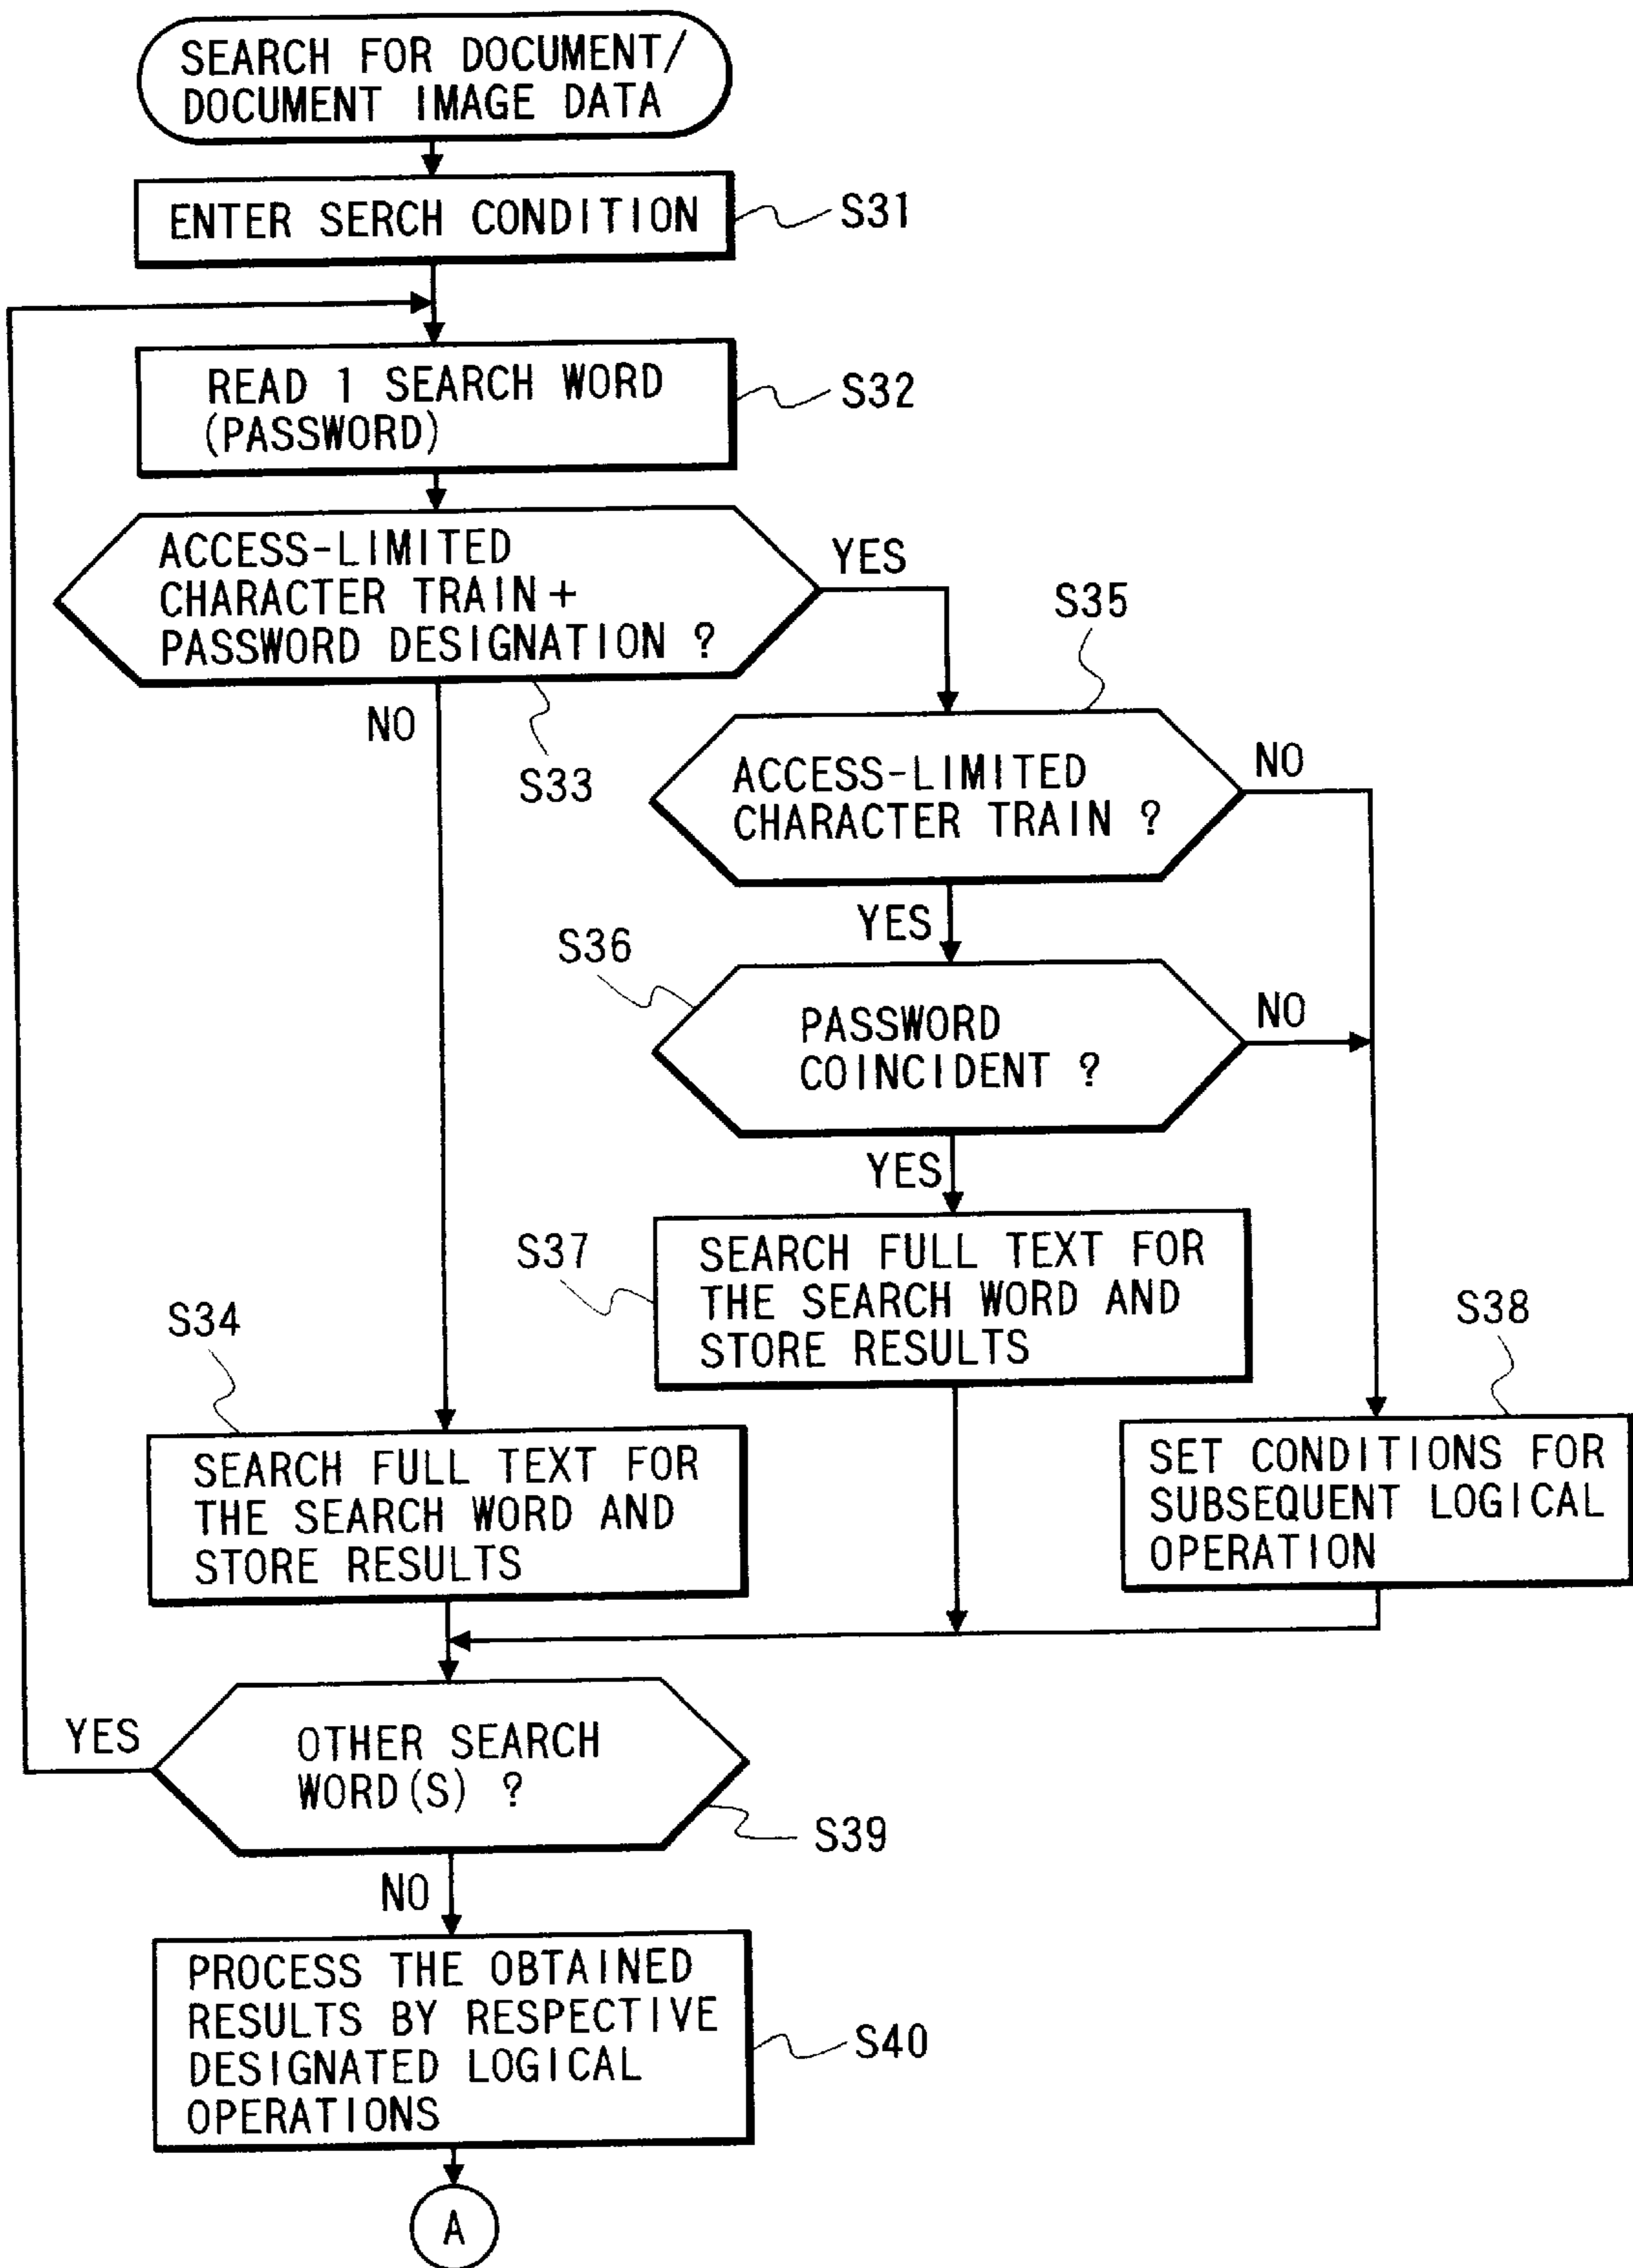 SEARCH FOR DOCUMENT/
DOCUMENT IMAGE DATA
ENTER SERCH CONDITION
S31
READ 1 SEARCH WORD
(PASSWORD)
S32
ACCESS-LIMITED
CHARACTER TRAIN+
PASSWORD DESIGNATION ?
YES
NO
S33
S35
ACCESS-LIMITED
CHARACTER TRAIN ?
NO
YES
S36
PASSWORD
COINCIDENT ?
NO
YES
S37
SEARCH FULL TEXT FOR
THE SEARCH WORD AND
STORE RESULTS
S34
SEARCH FULL TEXT FOR
THE SEARCH WORD AND
STORE RESULTS
S38
SET CONDITIONS FOR
SUBSEQUENT LOGICAL
OPERATION
YES
OTHER SEARCH
WORD(S) ?
S39
NO
PROCESS THE OBTAINED
RESULTS BY RESPECTIVE
DESIGNATED LOGICAL
OPERATIONS
S40
A